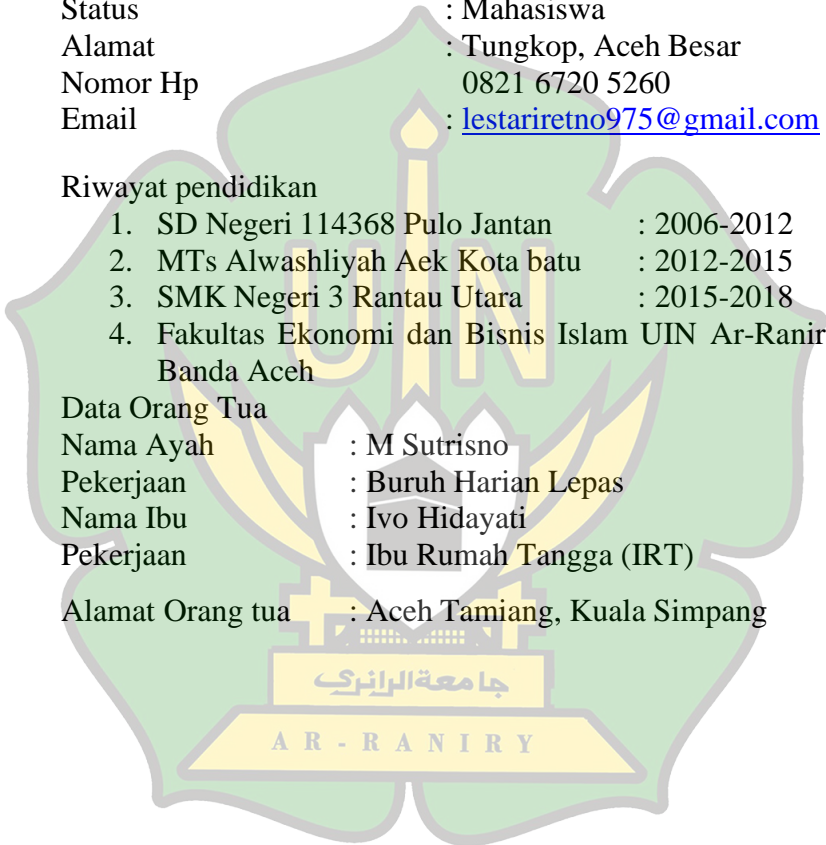 Status : Mahasiswa
Alamat : Tungkop, Aceh Besar
Nomor Hp 0821 6720 5260
Email : lestariretno975@gmail.com
Riwayat pendidikan
1. SD Negeri 114368 Pulo Jantan : 2006-2012
2. MTs Alwashliyah Aek Kota batu : 2012-2015
3. SMK Negeri 3 Rantau Utara : 2015-2018
4. Fakultas Ekonomi dan Bisnis Islam UIN Ar-Ranir
Banda Aceh
Data Orang Tua
Nama Ayah : M Sutrisno
Pekerjaan : Buruh Harian Lepas
Nama Ibu : Ivo Hidayati
Pekerjaan : Ibu Rumah Tangga (IRT)
Alamat Orang tua : Aceh Tamiang, Kuala Simpang
UIN
جامعة الرانري
AR-RANIRY